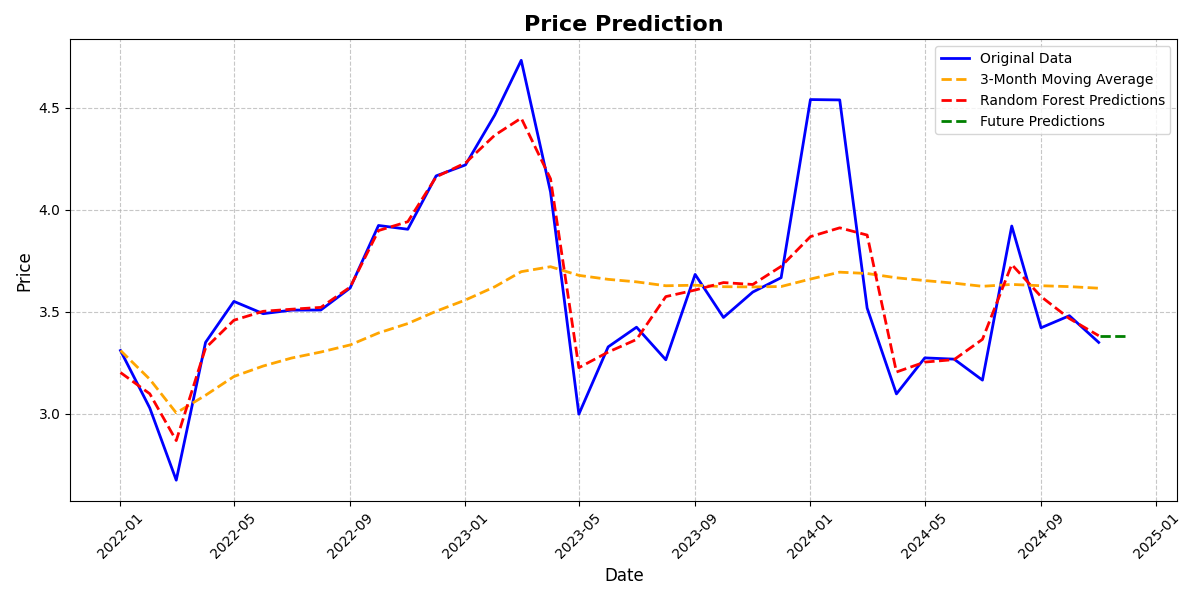 Price Prediction
Original Data
3-Month Moving Average
Random Forest Predictions
Future Predictions
Price
4.5
4.0
3.5
3.0
2022-01
2022-05
2022-09
2023-01
2023-05
2023-09
2024-01
2024-05
2024-09
2025-01
Date